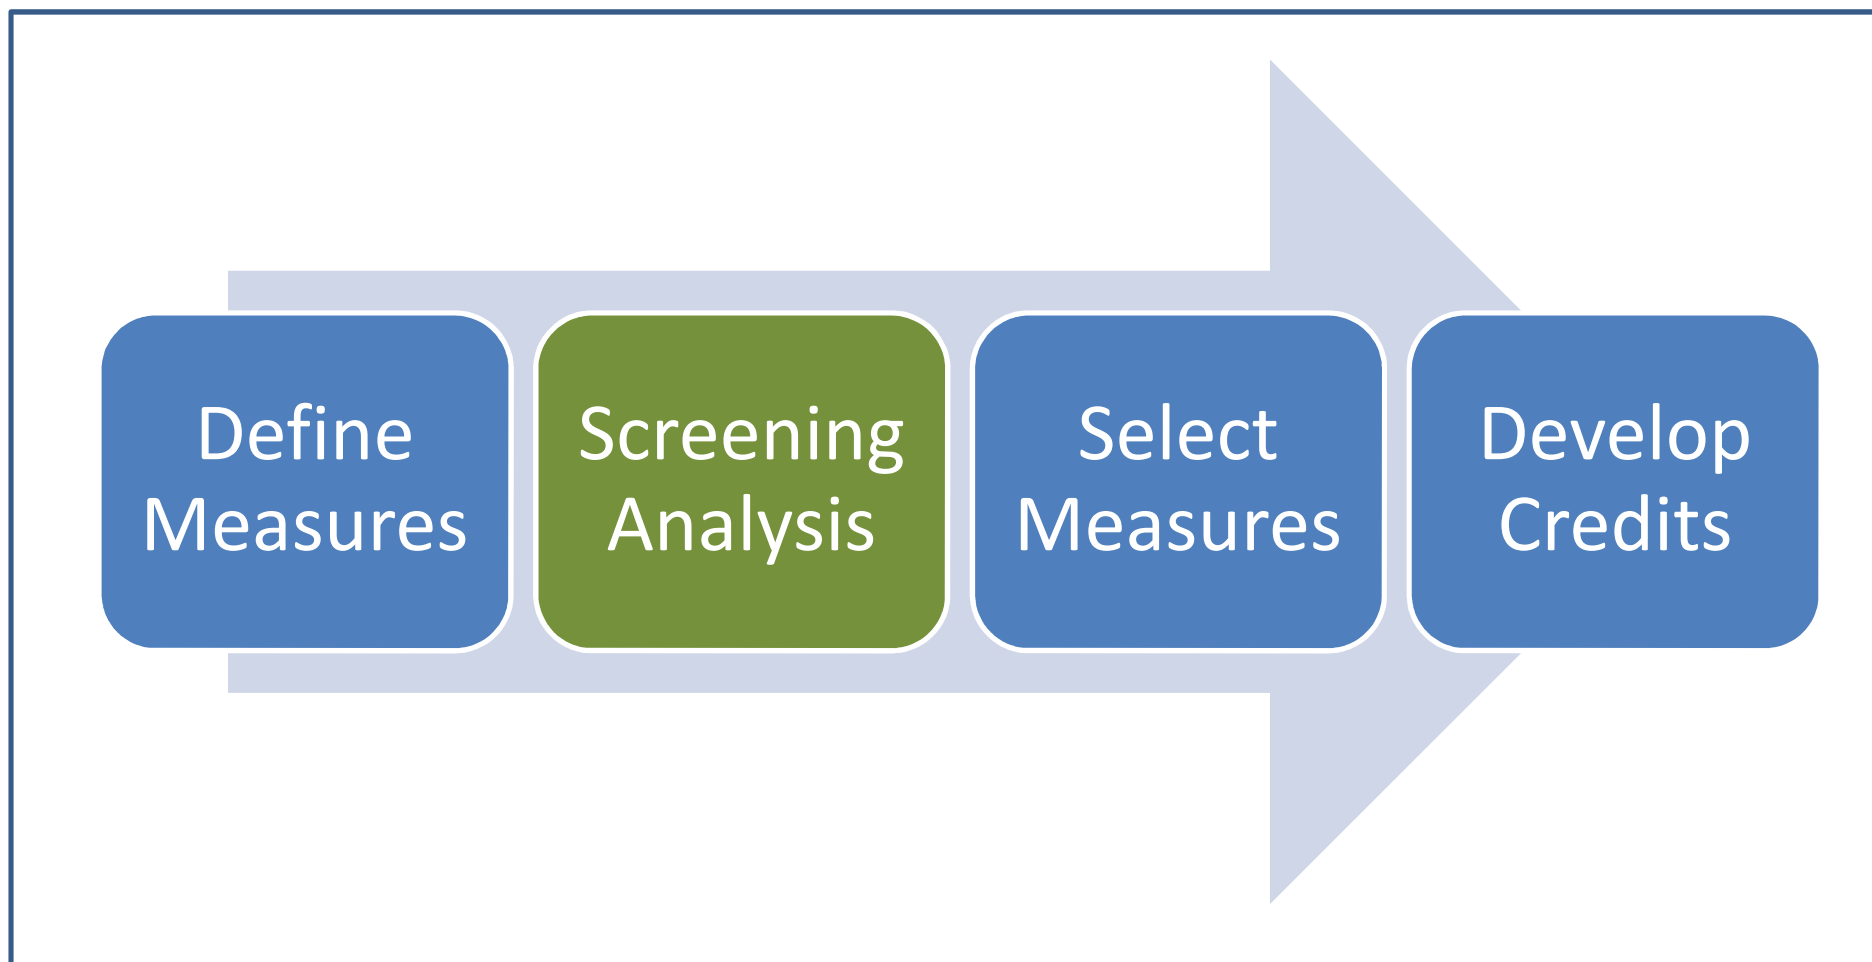 Define
Measures
Screening
Analysis
Select
Measures
Develop
Credits